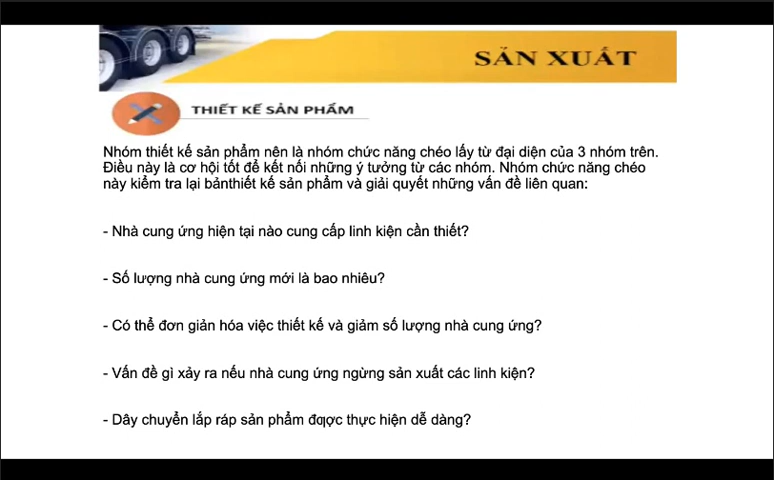 SẢN XUẤT
THIẾT KẾ SẢN PHẨM
Nhóm thiết kế sản phẩm nên là nhóm chức năng chéo lấy từ đại diện của 3 nhóm trên.
Điều này là cơ hội tốt để kết nối những ý tưởng từ các nhóm. Nhóm chức năng chéo
này kiểm tra lại bảnthiết kế sản phẩm và giải quyết những vấn đề liên quan:
- Nhà cung ứng hiện tại nào cung cấp linh kiện cần thiết?
- Số lượng nhà cung ứng mới là bao nhiêu?
- Có thể đơn giản hóa việc thiết kế và giảm số lượng nhà cung ứng?
- Vấn đề gì xảy ra nếu nhà cung ứng ngừng sản xuất các linh kiện?
- Dây chuyển lắp ráp sản phẩm đƣợc thực hiện dễ dàng?